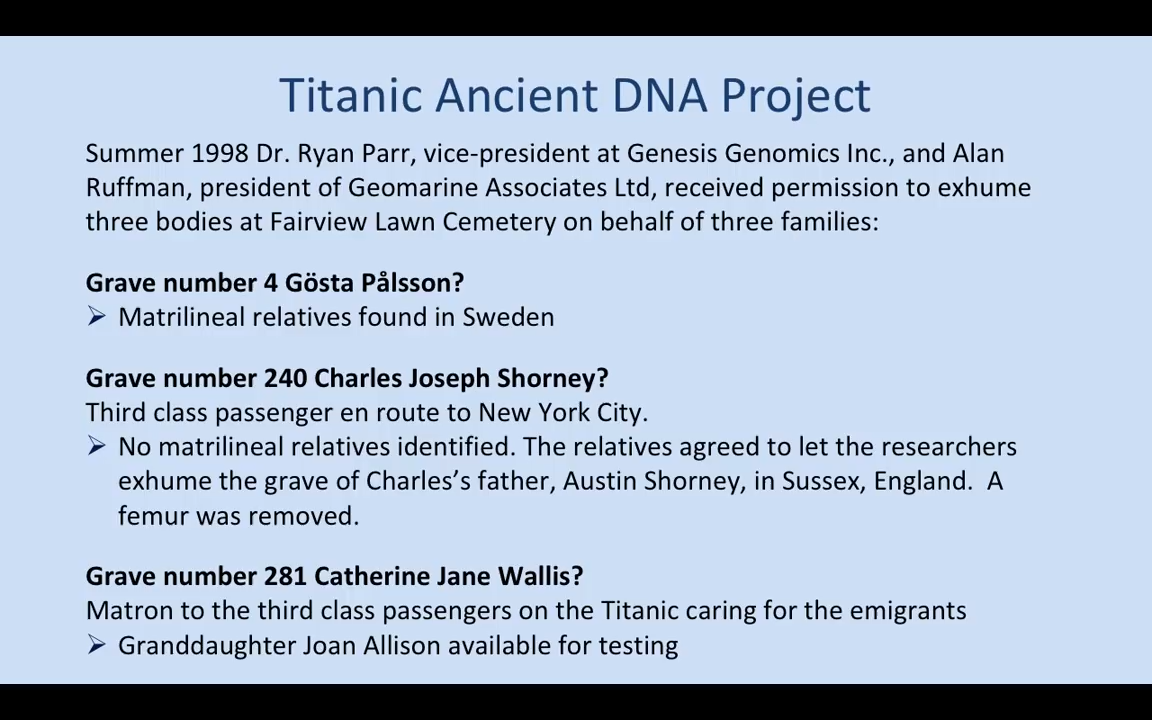 Titanic Ancient DNA Project
Summer 1998 Dr. Ryan Parr, vice-president at Genesis Genomics Inc., and Alan
Ruffman, president of Geomarine Associates Ltd, received permission to exhume
three bodies at Fairview Lawn Cemetery on behalf of three families:
Grave number 4 Gösta Pålsson?
➢ Matrilineal relatives found in Sweden
Grave number 240 Charles Joseph Shorney?
Third class passenger en route to New York City.
➢ No matrilineal relatives identified. The relatives agreed to let the researchers
exhume the grave of Charles’s father, Austin Shorney, in Sussex, England. A
femur was removed.
Grave number 281 Catherine Jane Wallis?
Matron to the third class passengers on the Titanic caring for the emigrants
➢ Granddaughter Joan Allison available for testing